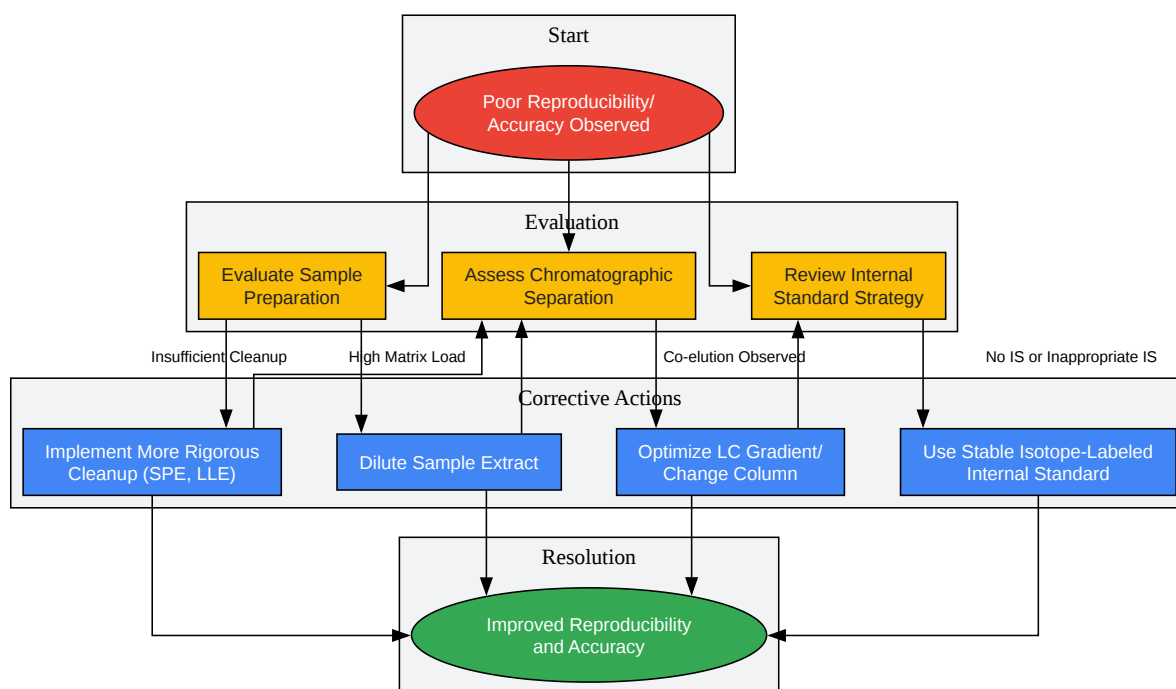 Start
Poor Reproducibility/
Accuracy Observed
Evaluation
Evaluate Sample
Preparation
Assess Chromatographic
Separation
Review Internal
Standard Strategy
Insufficient Cleanup
High Matrix Load
Co-elution Observed
No IS or Inappropriate IS
Corrective Actions
Implement More Rigorous
Cleanup (SPE, LLE)
Dilute Sample Extract
Optimize LC Gradient/
Change Column
Use Stable Isotope-Labeled
Internal Standard
Resolution
Improved Reproducibility
and Accuracy